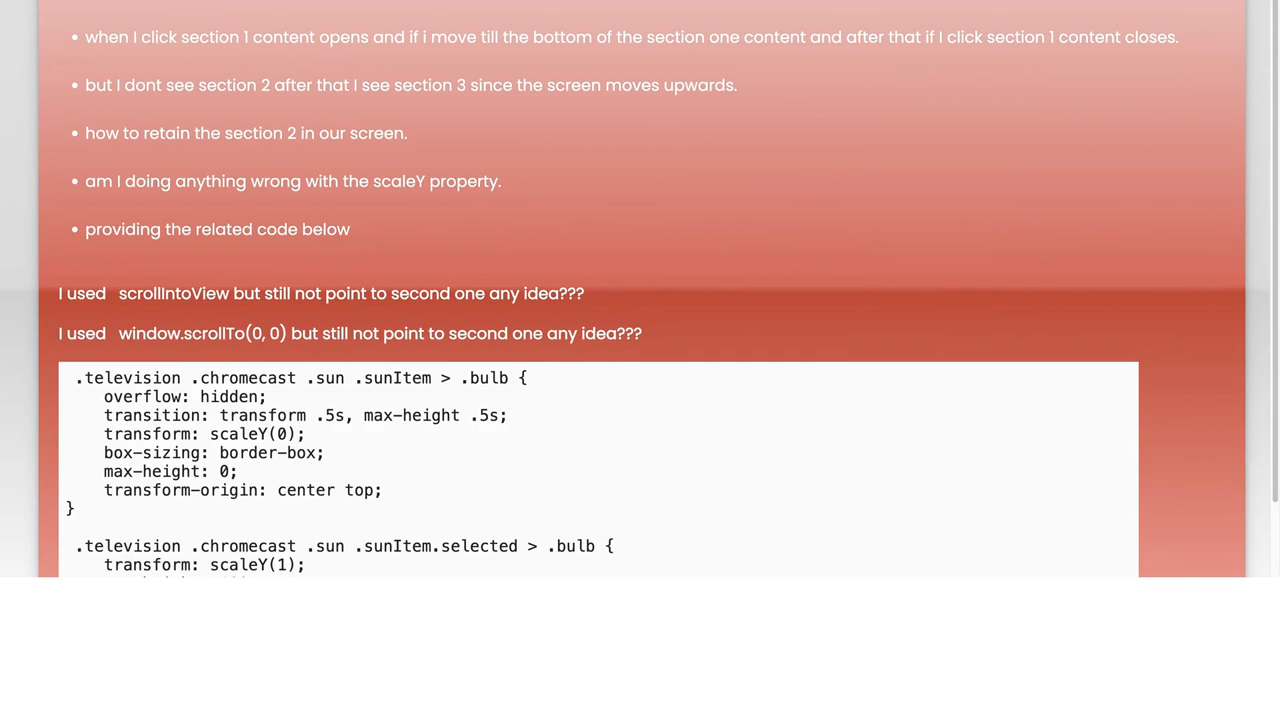 • when I click section 1 content opens and if i move till the bottom of the section one content and after that if I click section 1 content closes.
• but I dont see section 2 after that I see section 3 since the screen moves upwards.
• how to retain the section 2 in our screen.
• am I doing anything wrong with the scaleY property.
• providing the related code below
I used scrollIntoView but still not point to second one any idea???
I used window.scrollTo(0, 0) but still not point to second one any idea???
.television .chromecast .sun .sunItem > .bulb {
overflow: hidden;
transition: transform .5s, max-height .5s;
transform: scaleY(0);
box-sizing: border-box;
max-height: 0;
transform-origin: center top;
}
.television .chromecast .sun .sunItem.selected > .bulb {
transform: scaleY(1);